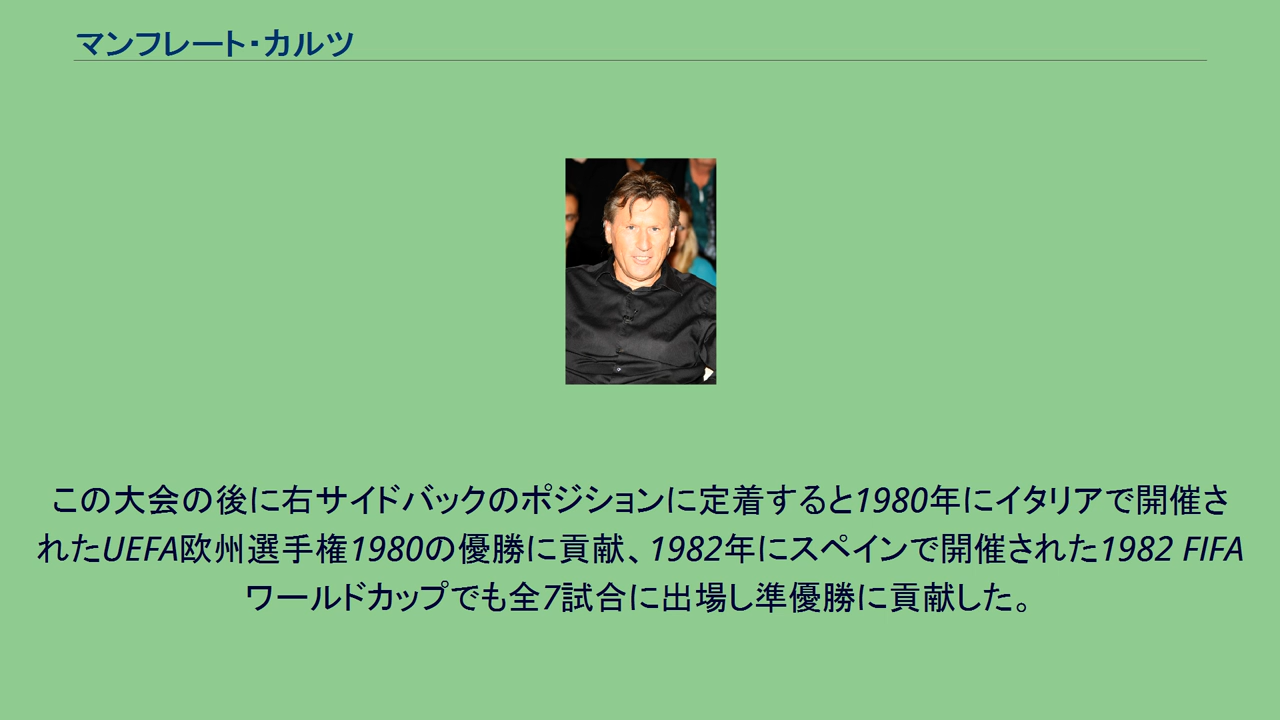 マンフレート・カルツ
この大会の後に右サイドバックのポジションに定着すると1980年にイタリアで開催さ
れたUEFA欧州選手権1980の優勝に貢献、1982年にスペインで開催された1982 FIFA
ワールドカップでも全7試合に出場し準優勝に貢献した。